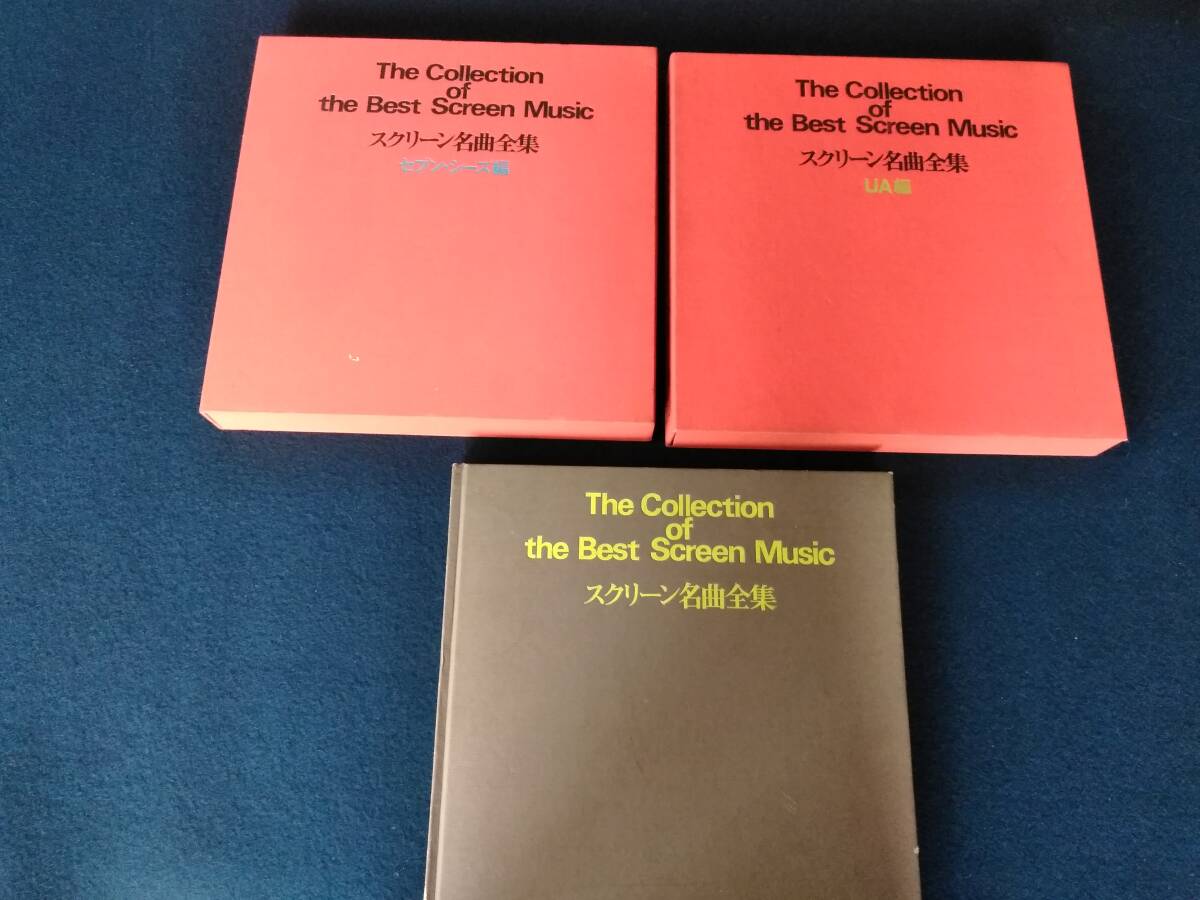 The Collection
of
the Best Screen Music
スクリーン名曲全集
セブン・シーズ編
The Collection
of
the Best Screen Music
スクリーン名曲全集
UA編
The Collection
of
the Best Screen Music
スクリーン名曲全集